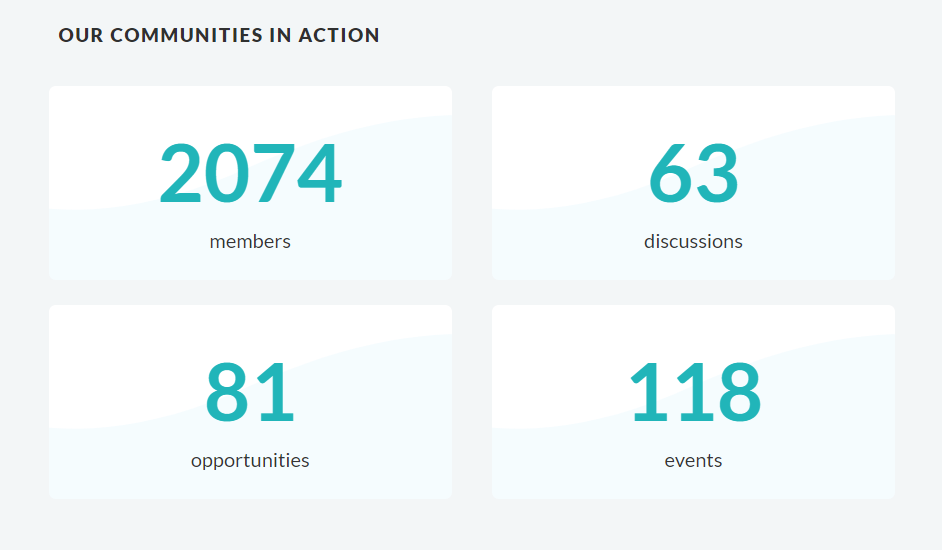 OUR COMMUNITIES IN ACTION
2074
members
63
discussions
81
opportunities
118
events